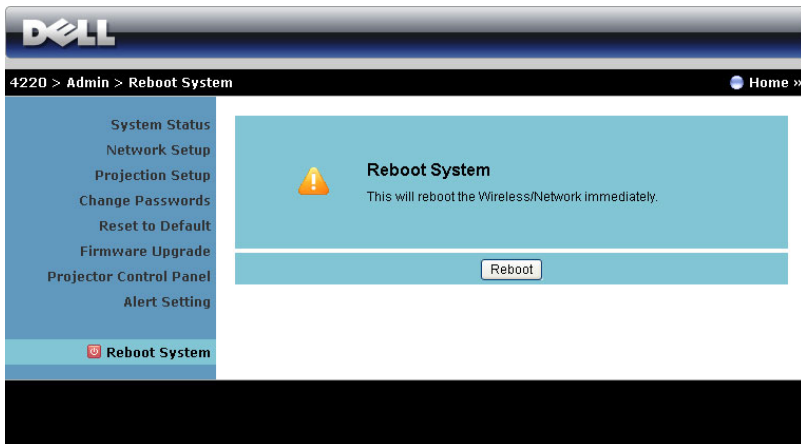 DELL
4220 > Admin > Reboot System
Home »
System Status
Network Setup
Projection Setup
Change Passwords
Reset to Default
Firmware Upgrade
Projector Control Panel
Alert Setting
Reboot System
Reboot System
This will reboot the Wireless/Network immediately.
Reboot